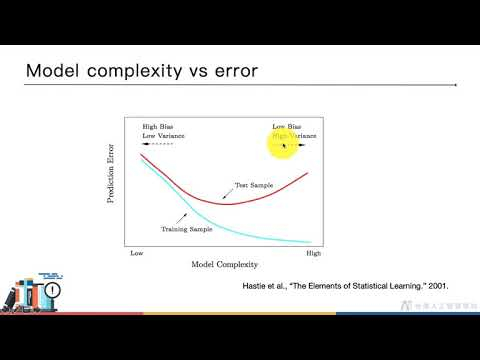 Model complexity vs error
High Bias
Low Variance
Low Bias
High Variance
Prediction Error
Test Sample
Training Sample
Low
High
Model Complexity
Hastie et al., “The Elements of Statistical Learning.” 2001.